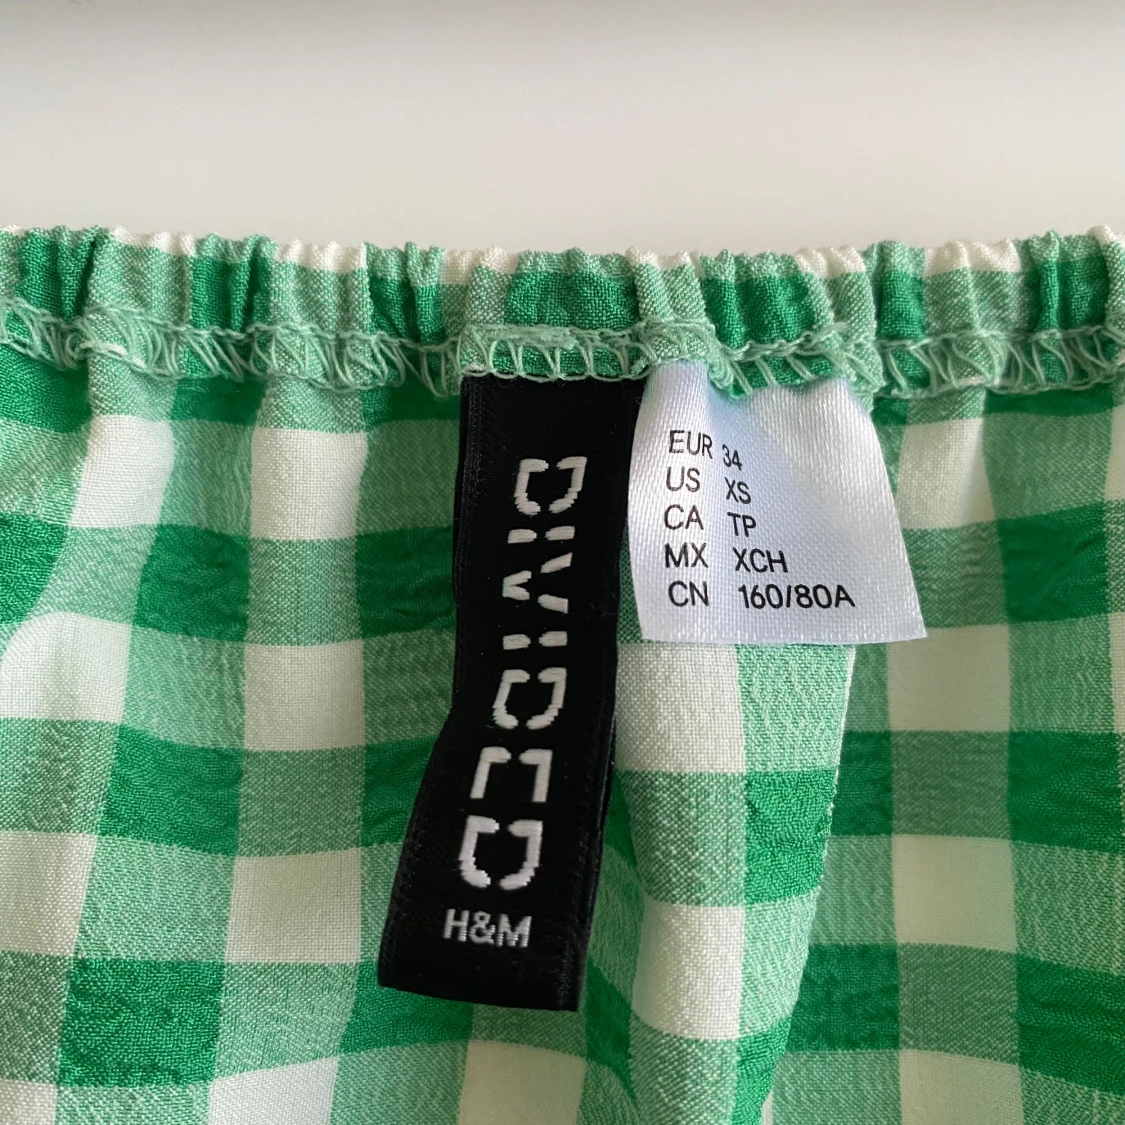 DIVIDED
H&M
EUR 34
US XS
CA TP
MX XCH
CN 160/80A